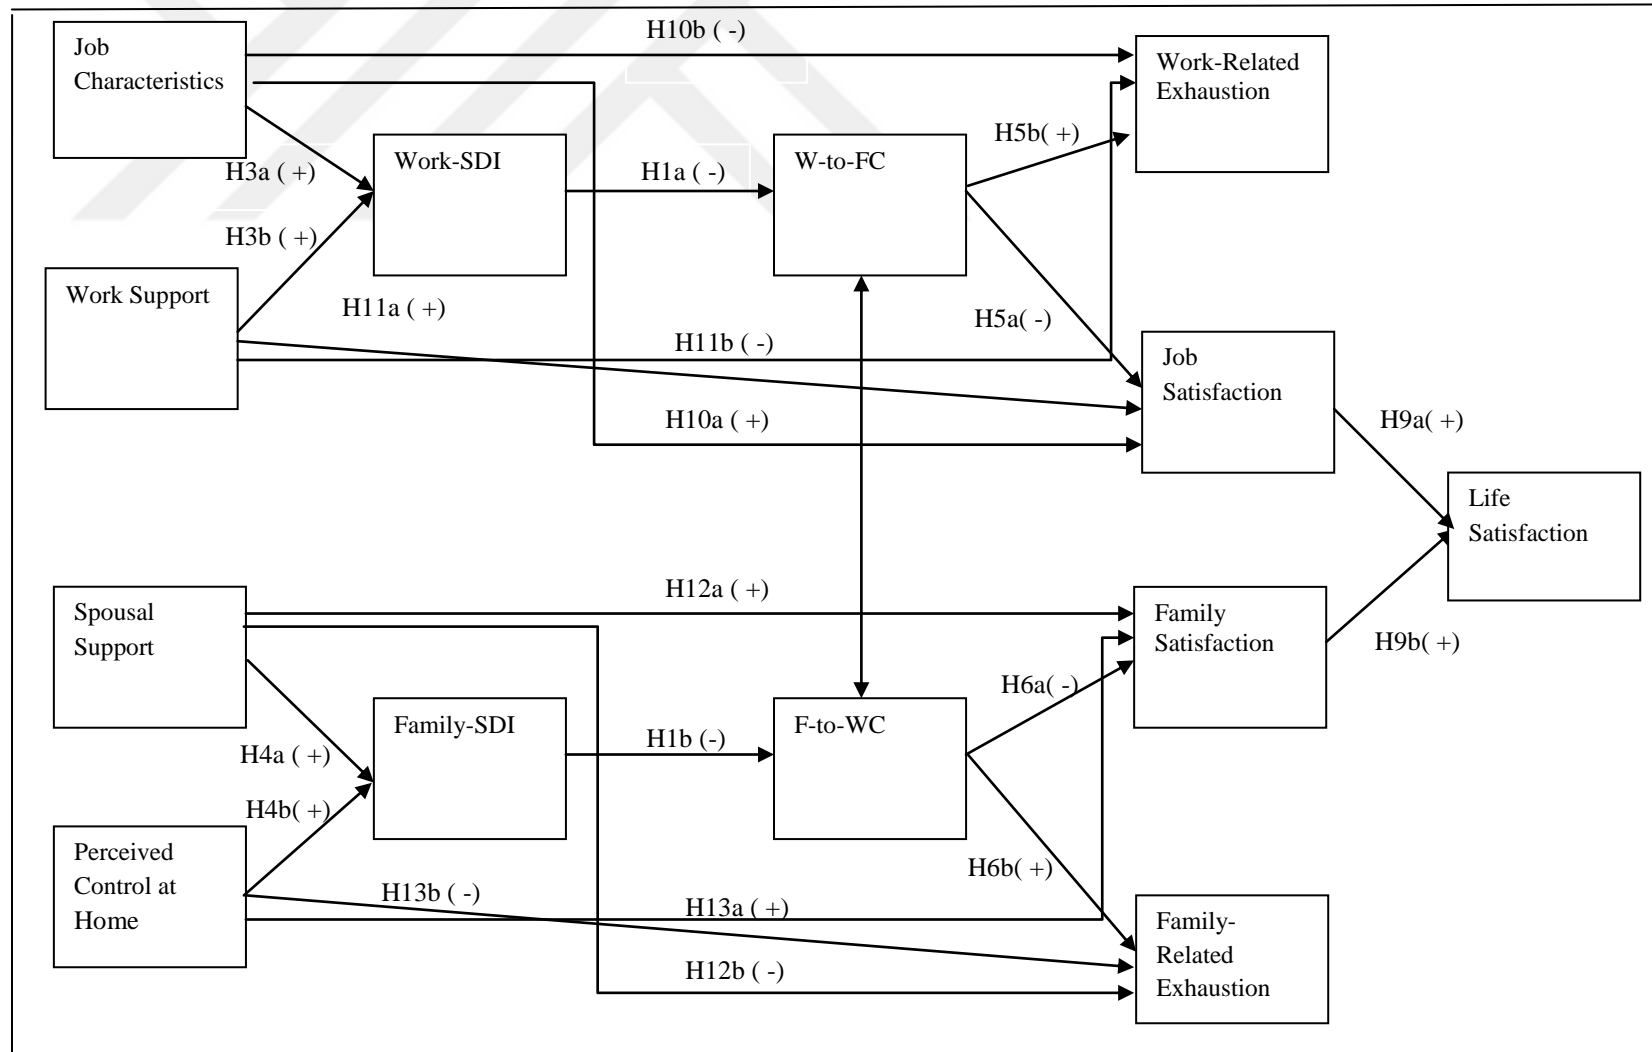 H10b ( -)
Job
Characteristics
Work-Related
Exhaustion
H5b( +)
H3a ( +)
Work-SDI
H1a ( -)
W-to-FC
H3b ( +)
Work Support
H11a ( +)
H5a( -)
H11b ( -)
Job
Satisfaction
H10a ( +)
H9a( +)
Life
Satisfaction
Spousal
Support
H12a ( +)
Family
Satisfaction
H9b( +)
H6a( -)
Family-SDI
H1b (-)
F-to-WC
H4a ( +)
H4b( +)
Perceived
Control at
Home
H6b( +)
H13b ( -)
H13a ( +)
Family-
Related
Exhaustion
H12b ( -)